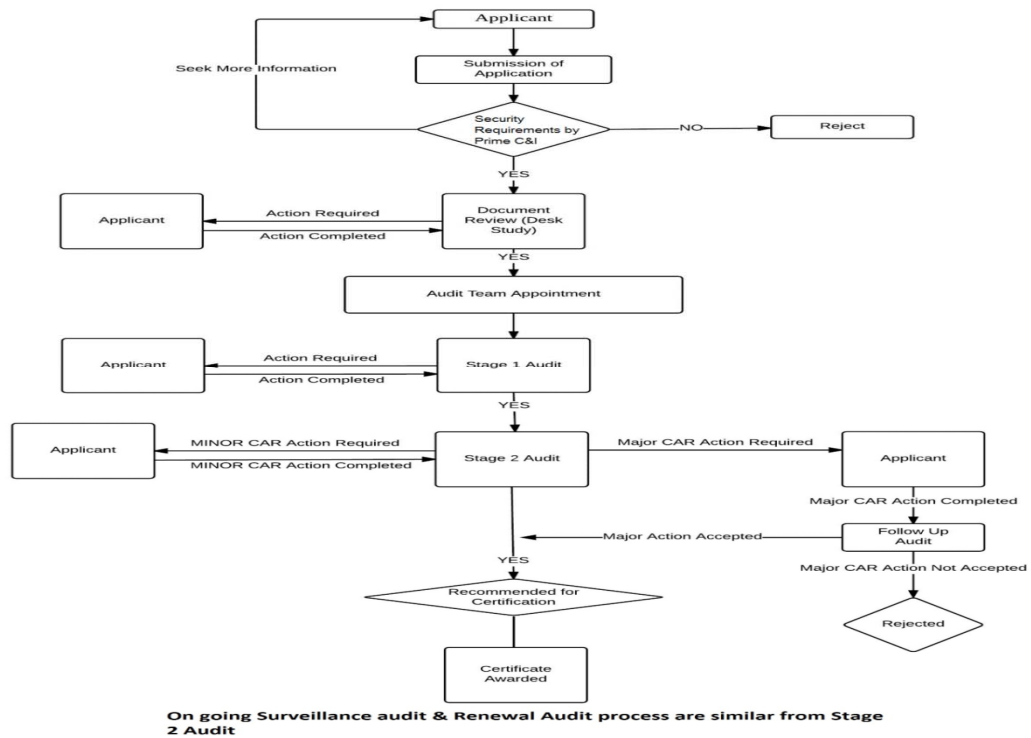 Applicant
Seek More Information
Submission of
Application
Security
Requirements by
Prime C&I
NO
Reject
YES
Applicant
Action Required
Action Completed
Document
Review (Desk
Study)
YES
Audit Team Appointment
Applicant
Action Required
Action Completed
Stage 1 Audit
YES
Applicant
MINOR CAR Action Required
MINOR CAR Action Completed
Stage 2 Audit
Major CAR Action Required
Applicant
Major CAR Action Completed
Follow Up
Audit
Major Action Accepted
Major CAR Action Not Accepted
YES
Recommended for
Certification
Rejected
Certificate
Awarded
On going Surveillance audit & Renewal Audit process are similar from Stage
2 Audit